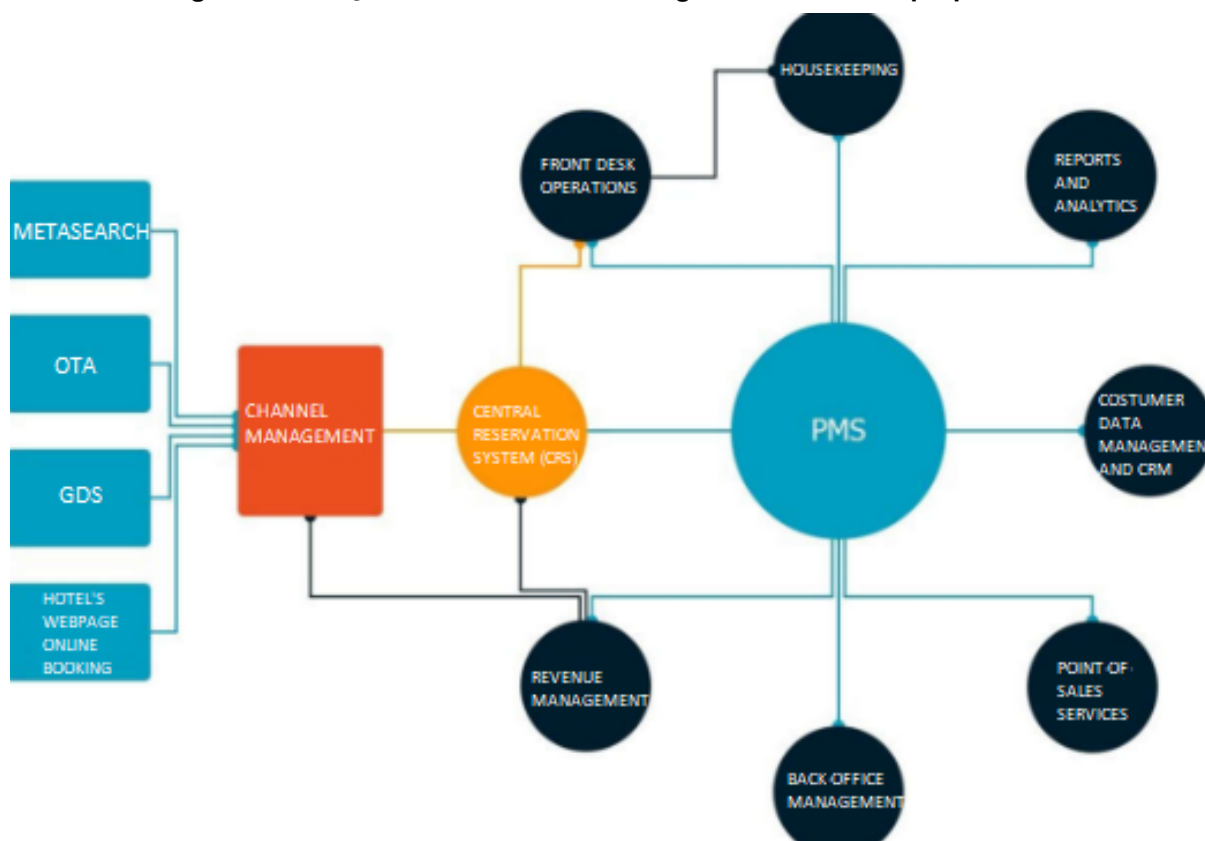 HOUSEKEEPING
FRONT DESK
OPERATIONS
REPORTS
AND
ANALYTICS
METASEARCH
OTA
CHANNEL
MANAGEMENT
CENTRAL
RESERVATION
SYSTEM (CRS)
PMS
COSTUMER
DATA
MANAGEMEN
AND CRM
GDS
HOTEL'S
WEBPAGE
ONLINE
BOOKING
REVENUE
MANAGEMENT
POINT OF
SALES
SERVICES
BACK OFFICE
MANAGEMENT